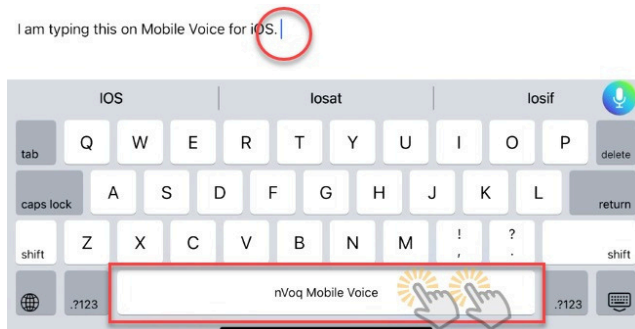 I am typing this on Mobile Voice for iOS.
IOS Iosat Iosif
tab Q W E R T Y U I O P delete
caps lock A S D F G H J K L return
shift Z X C V B N M ! , ? . shift
.?123 nVoq Mobile Voice .?123